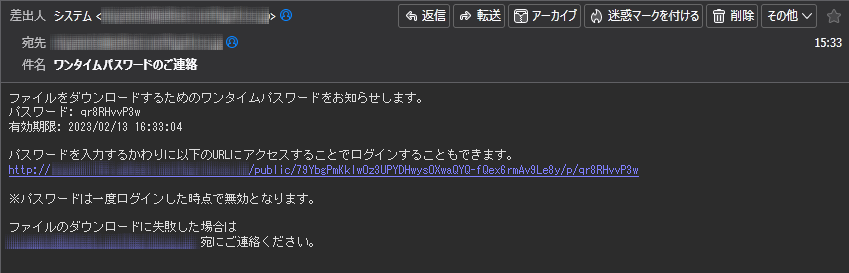 差出人 システム < > 返信 転送 アーカイブ 迷惑マークを付ける 削除 その他
宛先 15:33
件名 ワンタイムパスワードのご連絡
ファイルをダウンロードするためのワンタイムパスワードをお知らせします。
パスワード: qr8RHvvP3w
有効期限: 2023/02/13 16:33:04
パスワードを入力するかわりに以下のURLにアクセスすることでログインすることもできます。
http:// /public/79YbgPmKklwOz3UPYDHwysOXwaQYQ-fQex6rmAv9Le8y/p/qr8RHvvP3w
※パスワードは一度ログインした時点で無効となります。
ファイルのダウンロードに失敗した場合は
宛にご連絡ください。